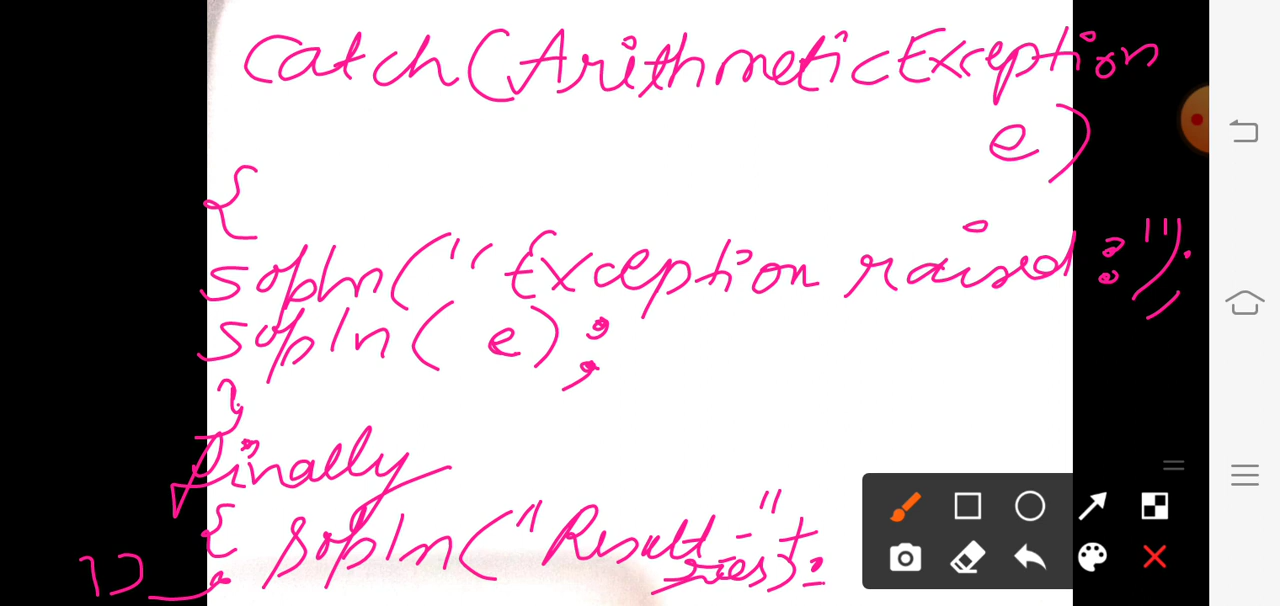 catch(ArithmeticException
e)
{
sopln("Exception raised:");
sopln(e);
}
finally
{ sopln("Result="+
res);
}